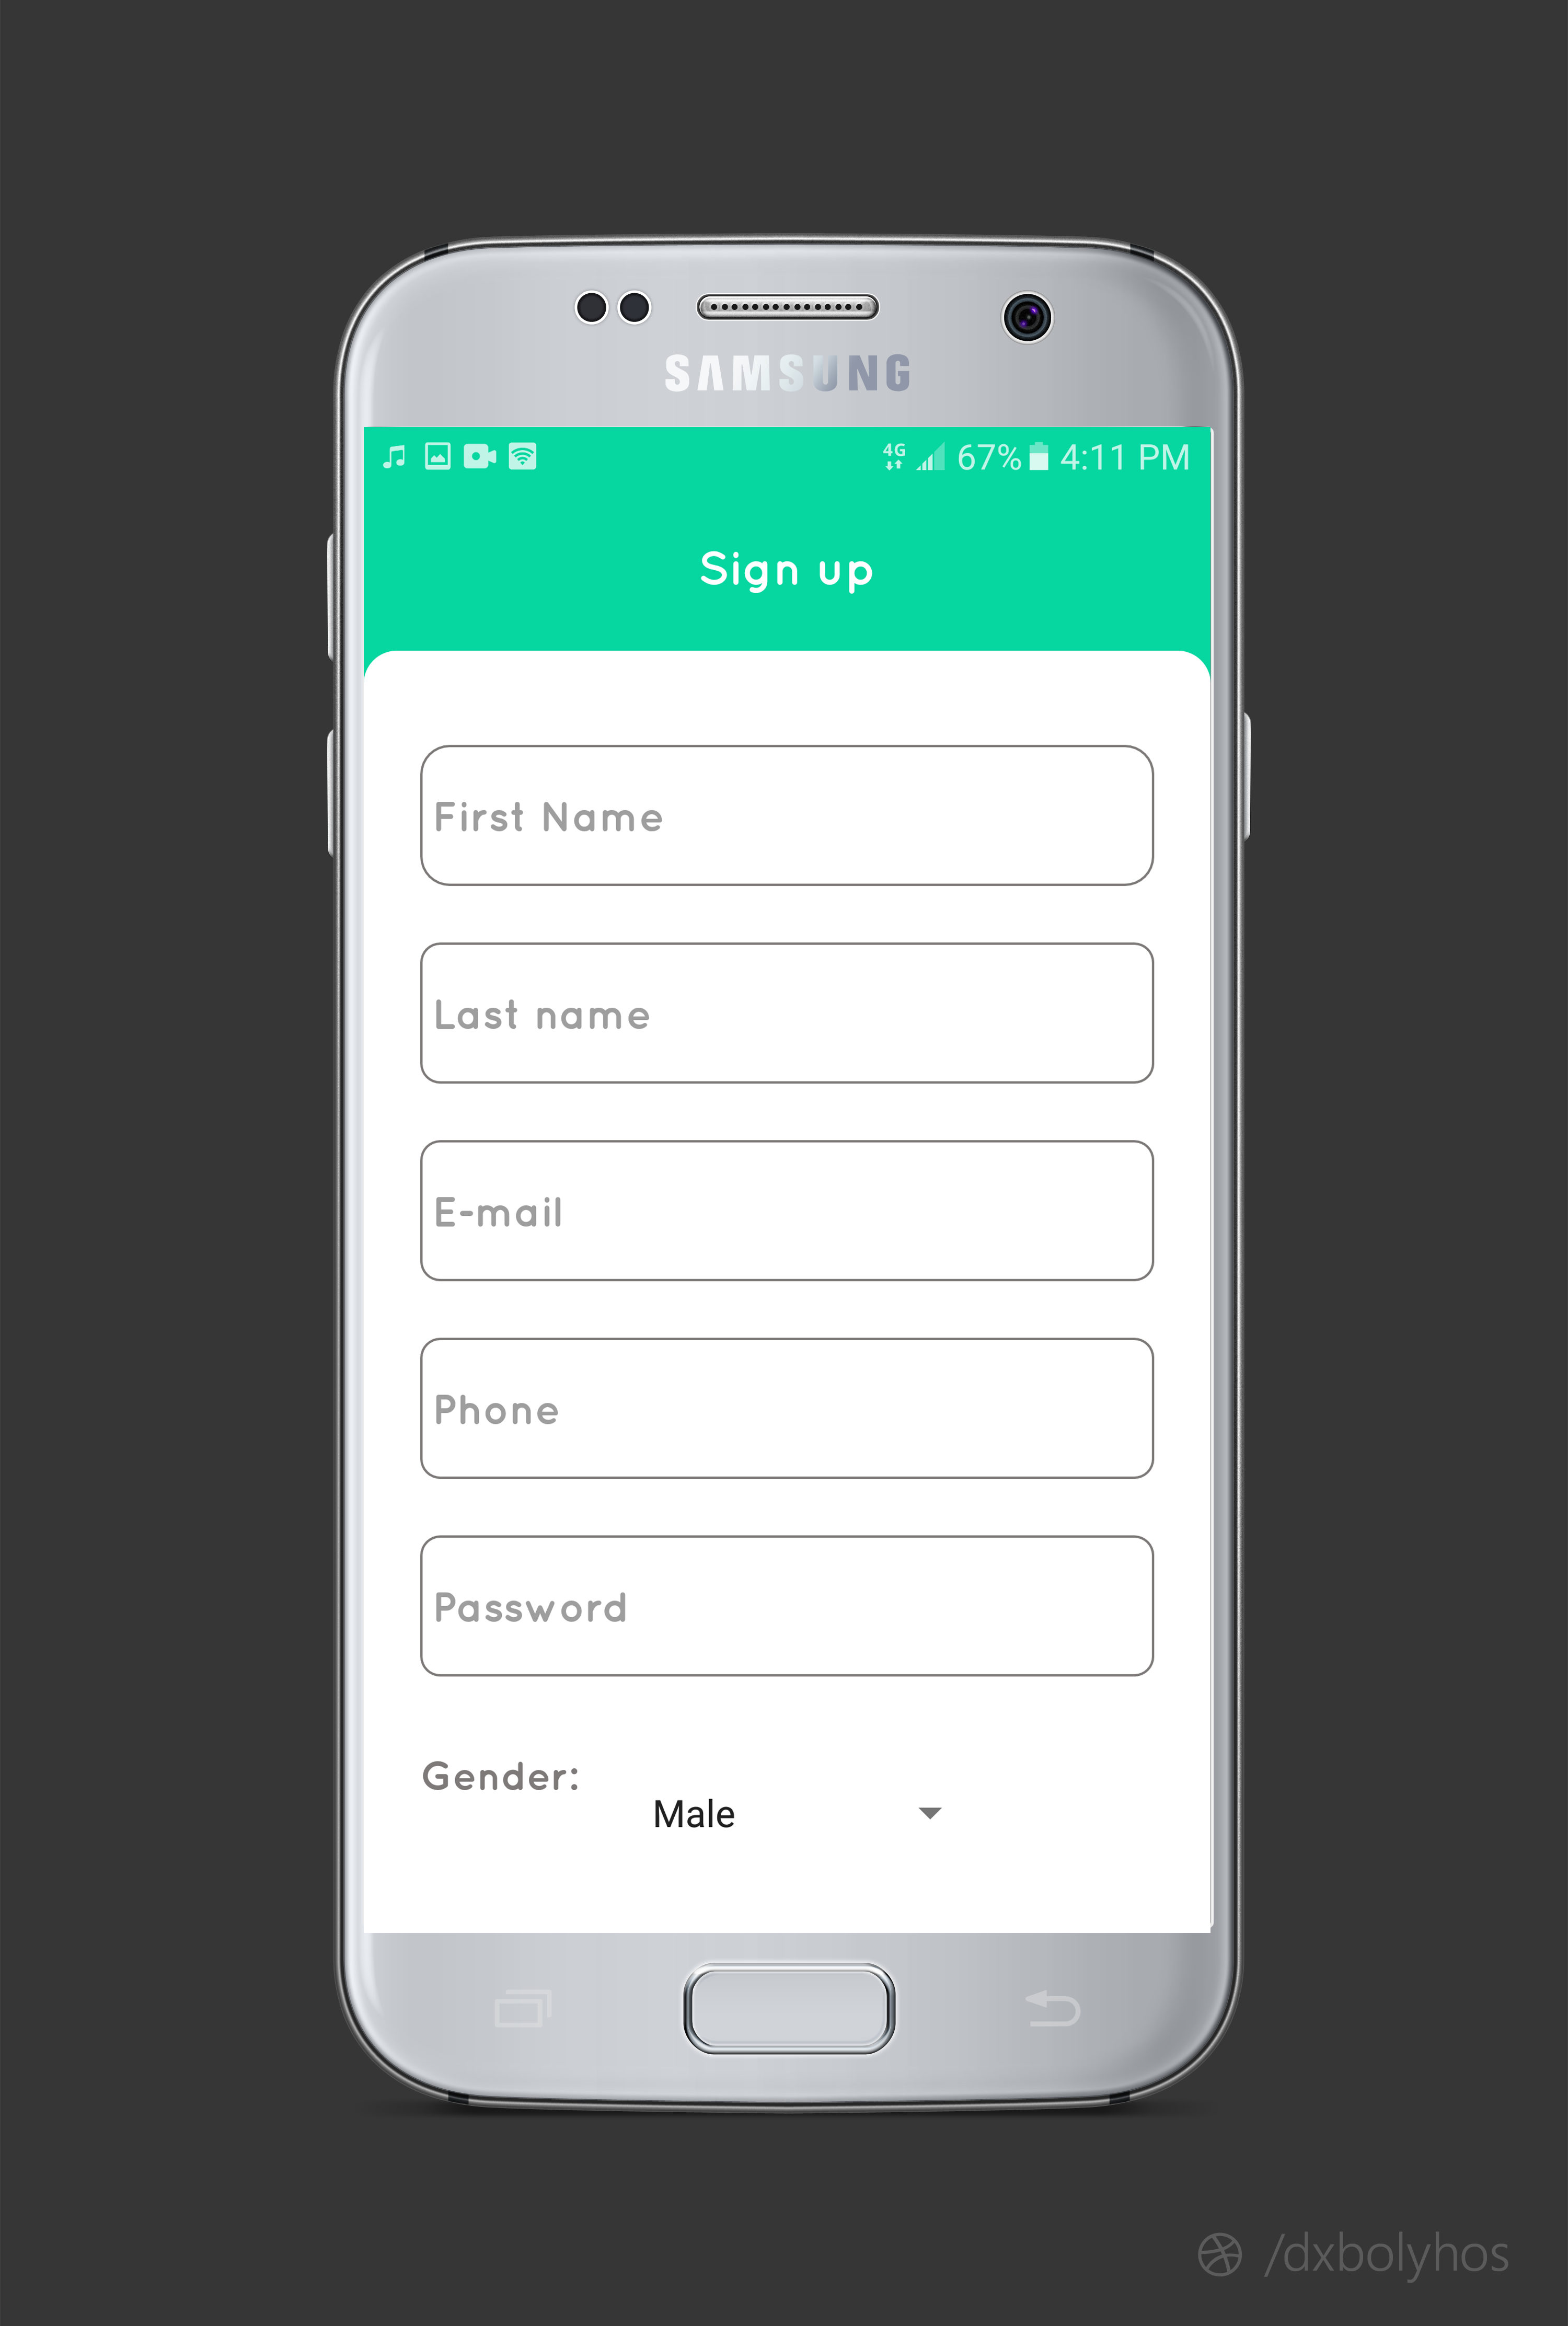 SAMSUNG
4G 67% 4:11 PM
Sign up
First Name
Last name
E-mail
Phone
Password
Gender:
Male
/dxbolyhos